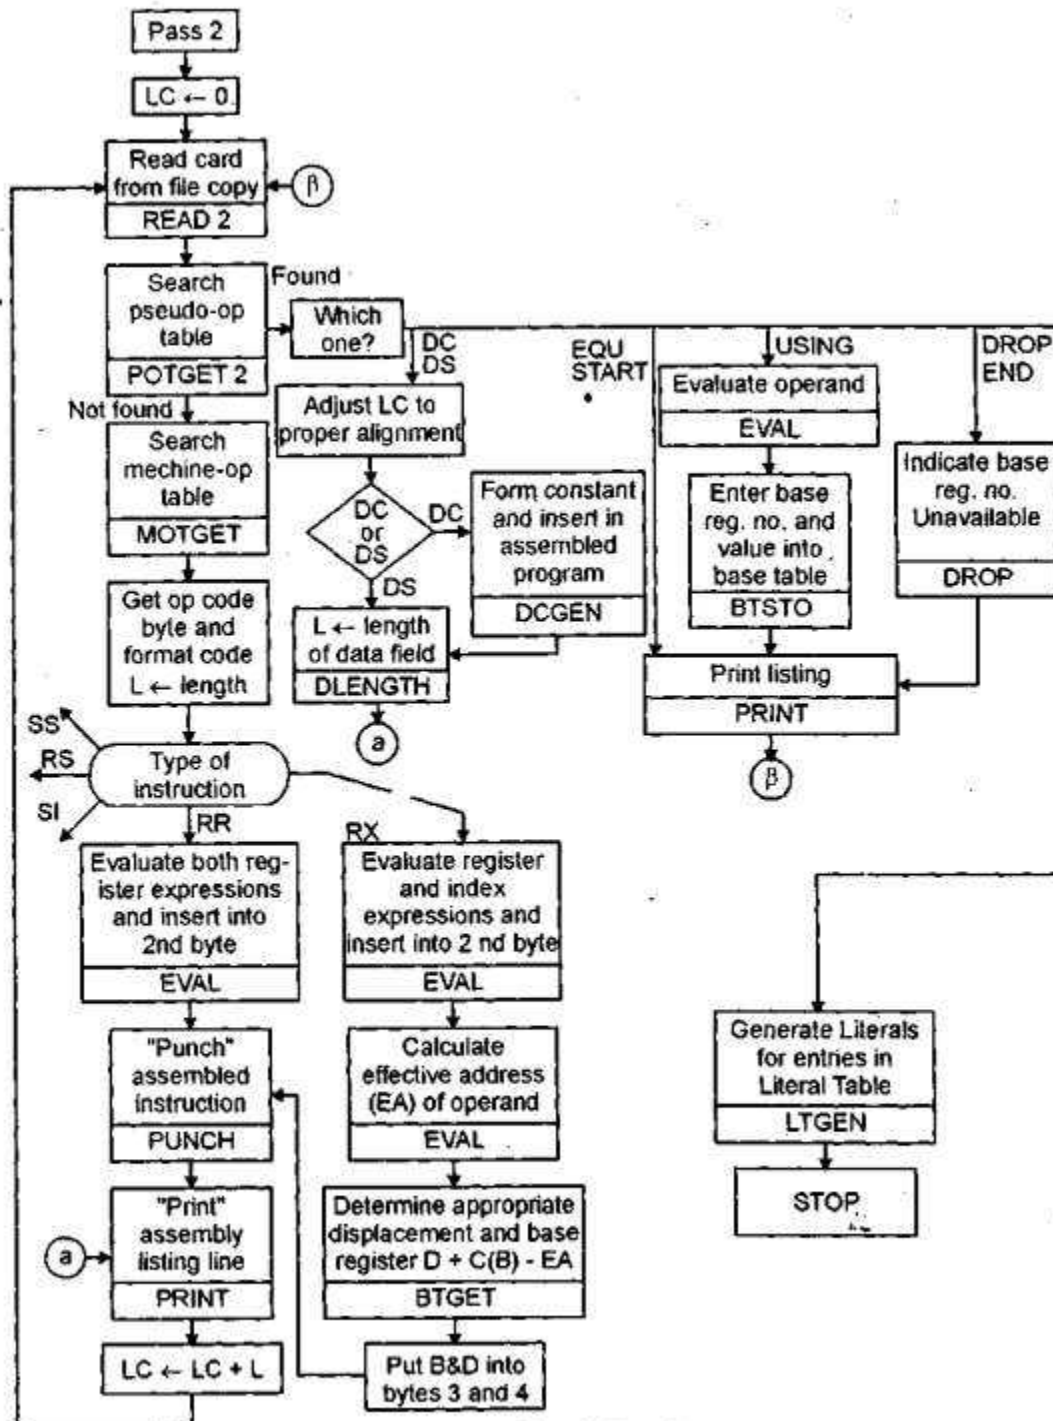 Pass 2
LC ← 0
Read card
from file copy
READ 2
β
Search
pseudo-op
table
POTGET 2
Found
Which
one?
DC
DS
EQU
START
USING
DROP
END
Not found
Search
mechine-op
table
MOTGET
Adjust LC to
proper alignment
DC
or
DS
DC
DS
Form constant
and insert in
assembled
program
DCGEN
L ← length
of data field
DLENGTH
a
Evaluate operand
EVAL
Enter base
reg. no. and
value into
base table
BTSTO
Indicate base
reg. no.
Unavailable
DROP
Print listing
PRINT
β
Get op code
byte and
format code
L ← length
SS
RS
SI
Type of
instruction
RR
RX
Evaluate both reg-
ister expressions
and insert into
2nd byte
EVAL
Evaluate register
and index
expressions and
insert into 2 nd byte
EVAL
"Punch"
assembled
instruction
PUNCH
Calculate
effective address
(EA) of operand
EVAL
Generate Literals
for entries in
Literal Table
LTGEN
STOP
a
"Print"
assembly
listing line
PRINT
Determine appropriate
displacement and base
register D + C(B) - EA
BTGET
LC ← LC + L
Put B&D into
bytes 3 and 4